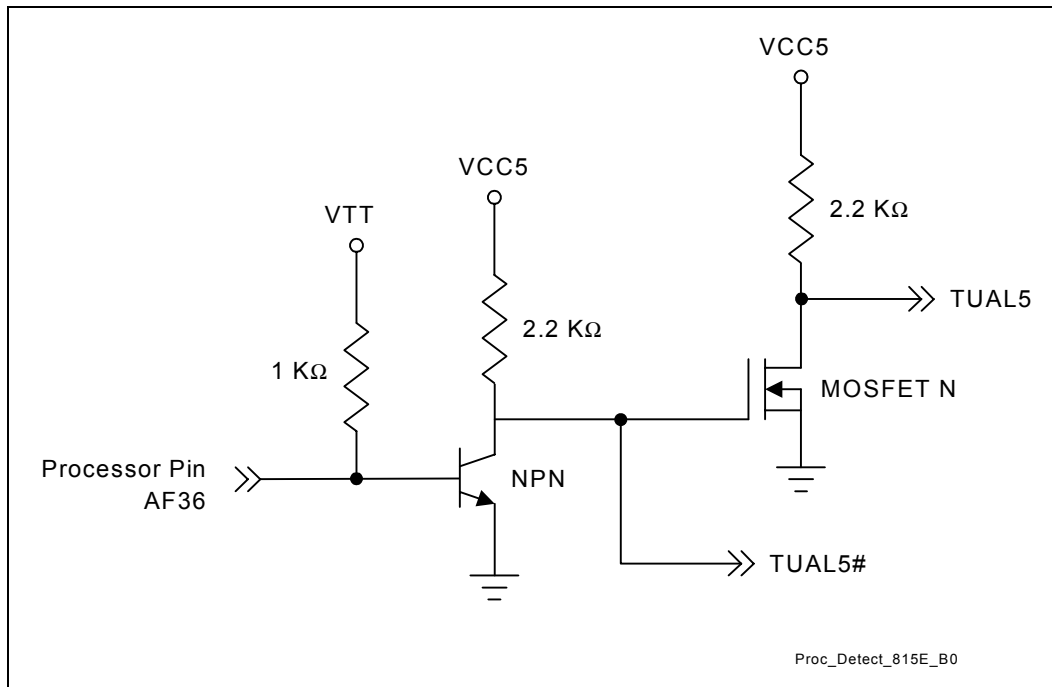 VCC5
VCC5
2.2 KΩ
VTT
TUAL5
2.2 KΩ
1 KΩ
MOSFET N
Processor Pin
AF36
NPN
TUAL5#
Proc_Detect_815E_B0